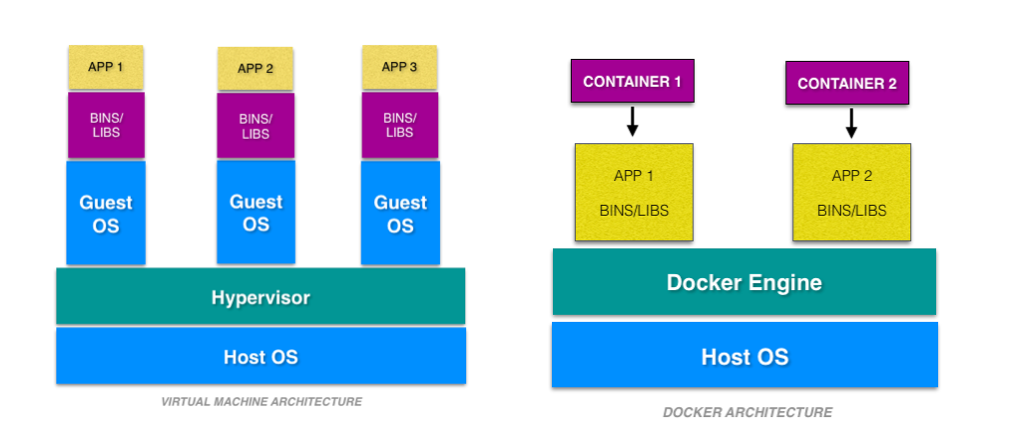 APP 1
BINS/
LIBS
Guest
OS
APP 2
BINS/
LIBS
Guest
OS
APP 3
BINS/
LIBS
Guest
OS
Hypervisor
Host OS
VIRTUAL MACHINE ARCHITECTURE
CONTAINER 1
APP 1
BINS/LIBS
CONTAINER 2
APP 2
BINS/LIBS
Docker Engine
Host OS
DOCKER ARCHITECTURE